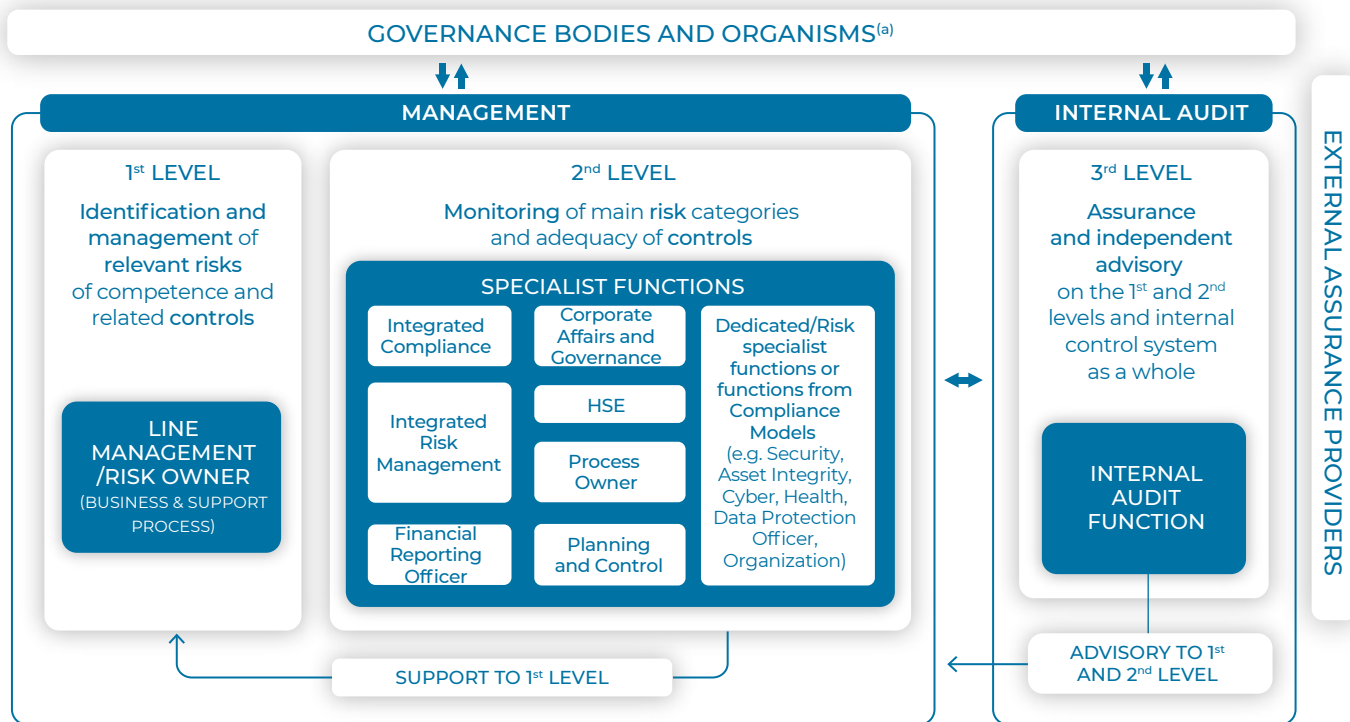 GOVERNANCE BODIES AND ORGANISMS(a)
MANAGEMENT
1st LEVEL
Identification and
management of
relevant risks
of competence and
related controls
LINE
MANAGEMENT
/RISK OWNER
(BUSINESS & SUPPORT
PROCESS)
2nd LEVEL
Monitoring of main risk categories
and adequacy of controls
SPECIALIST FUNCTIONS
Integrated
Compliance
Integrated
Risk
Management
Financial
Reporting
Officer
Corporate
Affairs and
Governance
HSE
Process
Owner
Planning
and Control
Dedicated/Risk
specialist
functions or
functions from
Compliance
Models
(e.g. Security,
Asset Integrity,
Cyber, Health,
Data Protection
Officer,
Organization)
SUPPORT TO 1st LEVEL
INTERNAL AUDIT
3rd LEVEL
Assurance
and independent
advisory
on the 1st and 2nd
levels and internal
control system
as a whole
INTERNAL
AUDIT
FUNCTION
ADVISORY TO 1st
AND 2nd LEVEL
EXTERNAL ASSURANCE PROVIDERS